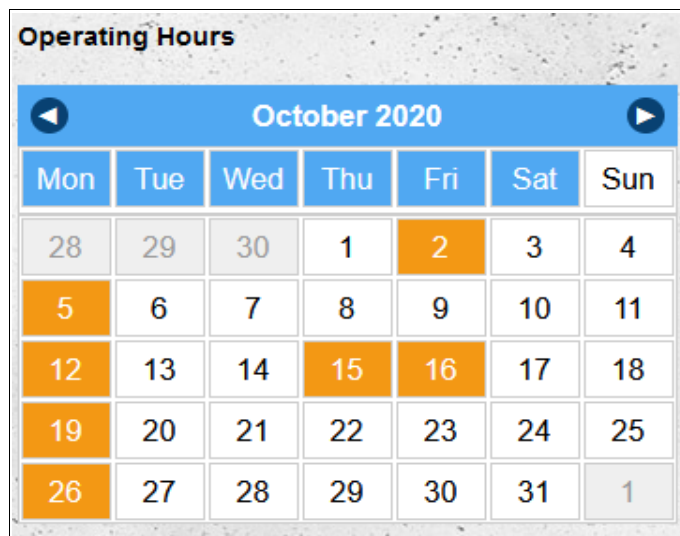 Operating Hours
October 2020
Mon Tue Wed Thu Fri Sat Sun
28 29 30 1 2 3 4
5 6 7 8 9 10 11
12 13 14 15 16 17 18
19 20 21 22 23 24 25
26 27 28 29 30 31 1